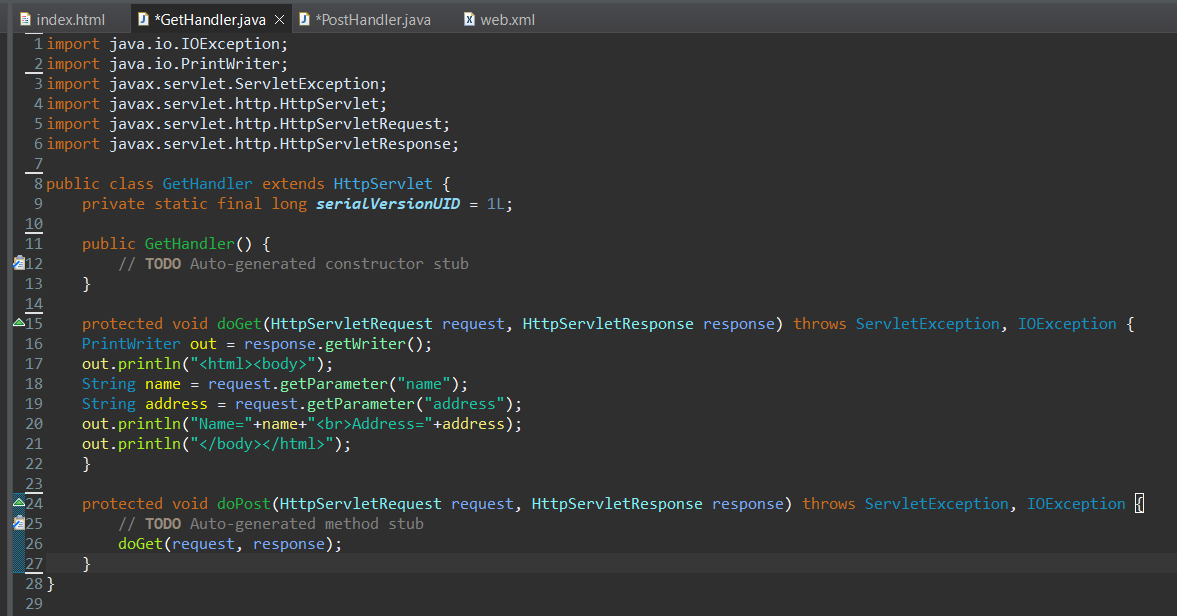 index.html *GetHandler.java *PostHandler.java web.xml
1 import java.io.IOException;
2 import java.io.PrintWriter;
3 import javax.servlet.ServletException;
4 import javax.servlet.http.HttpServlet;
5 import javax.servlet.http.HttpServletRequest;
6 import javax.servlet.http.HttpServletResponse;
7
8 public class GetHandler extends HttpServlet {
9     private static final long serialVersionUID = 1L;
10
11     public GetHandler() {
12         // TODO Auto-generated constructor stub
13     }
14
15     protected void doGet(HttpServletRequest request, HttpServletResponse response) throws ServletException, IOException {
16     PrintWriter out = response.getWriter();
17     out.println("<html><body>");
18     String name = request.getParameter("name");
19     String address = request.getParameter("address");
20     out.println("Name="+name+"<br>Address="+address);
21     out.println("</body></html>");
22     }
23
24     protected void doPost(HttpServletRequest request, HttpServletResponse response) throws ServletException, IOException {
25         // TODO Auto-generated method stub
26         doGet(request, response);
27     }
28 }
29